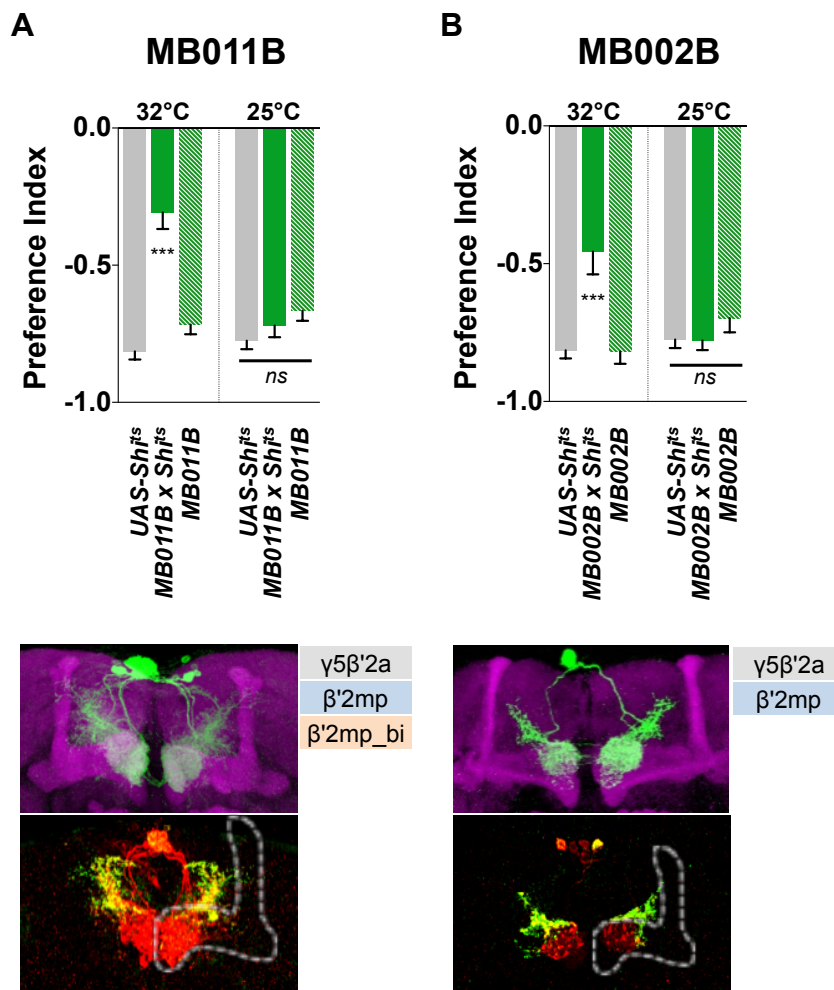 A
MB011B
32°C
25°C
Preference Index
0.0
-0.5
-1.0
***
ns
UAS-Shi^ts
MB011B x Shi^ts
MB011B
UAS-Shi^ts
MB011B x Shi^ts
MB011B
γ5β'2a
β'2mp
β'2mp_bi
B
MB002B
32°C
25°C
Preference Index
0.0
-0.5
-1.0
***
ns
UAS-Shi^ts
MB002B x Shi^ts
MB002B
UAS-Shi^ts
MB002B x Shi^ts
MB002B
γ5β'2a
β'2mp